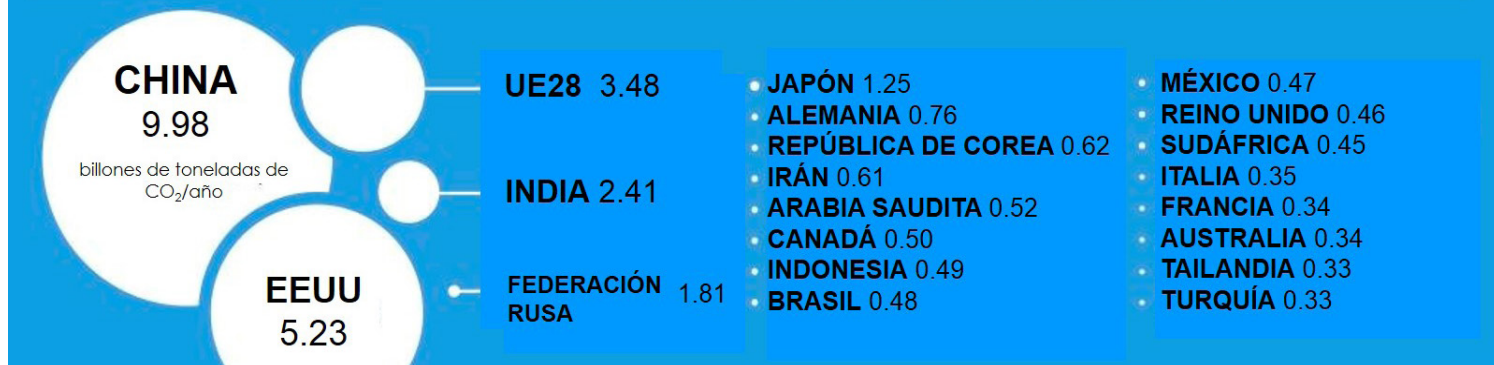 CHINA
9.98
billones de toneladas de
CO₂/año
EEUU
5.23
UE28 3.48
INDIA 2.41
FEDERACIÓN RUSA 1.81
JAPÓN 1.25
ALEMANIA 0.76
REPÚBLICA DE COREA 0.62
IRÁN 0.61
ARABIA SAUDITA 0.52
CANADÁ 0.50
INDONESIA 0.49
BRASIL 0.48
MÉXICO 0.47
REINO UNIDO 0.46
SUDÁFRICA 0.45
ITALIA 0.35
FRANCIA 0.34
AUSTRALIA 0.34
TAILANDIA 0.33
TURQUÍA 0.33